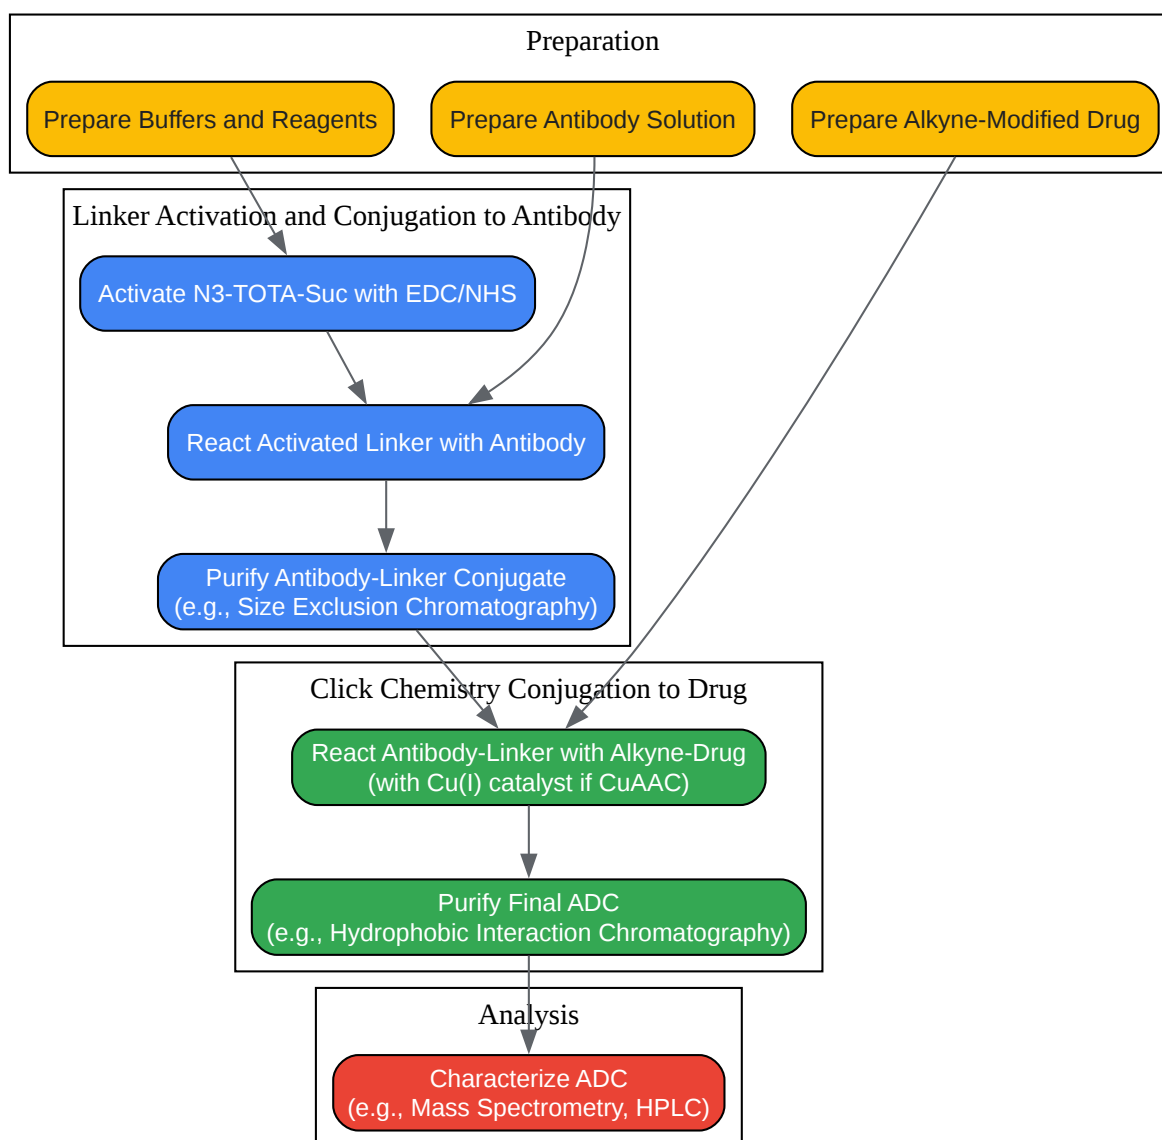 Preparation
Prepare Buffers and Reagents
Prepare Antibody Solution
Prepare Alkyne-Modified Drug
Linker Activation and Conjugation to Antibody
Activate N3-TOTA-Suc with EDC/NHS
React Activated Linker with Antibody
Purify Antibody-Linker Conjugate
(e.g., Size Exclusion Chromatography)
Click Chemistry Conjugation to Drug
React Antibody-Linker with Alkyne-Drug
(with Cu(I) catalyst if CuAAC)
Purify Final ADC
(e.g., Hydrophobic Interaction Chromatography)
Analysis
Characterize ADC
(e.g., Mass Spectrometry, HPLC)